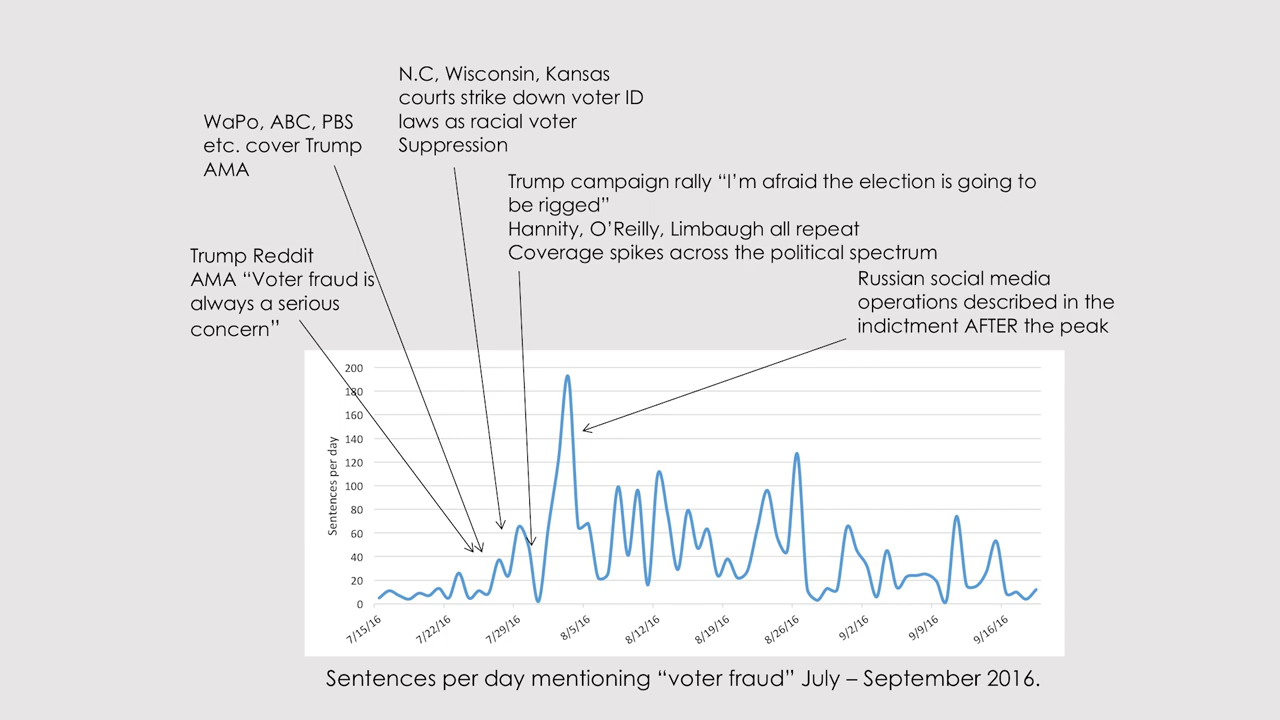 N.C, Wisconsin, Kansas
courts strike down voter ID
laws as racial voter
Suppression
WaPo, ABC, PBS
etc. cover Trump
AMA
Trump campaign rally “I’m afraid the election is going to
be rigged”
Hannity, O’Reilly, Limbaugh all repeat
Coverage spikes across the political spectrum
Trump Reddit
AMA “Voter fraud is
always a serious
concern”
Russian social media
operations described in the
indictment AFTER the peak
Sentences per day
200
180
160
140
120
100
80
60
40
20
0
7/15/16
7/22/16
7/29/16
8/5/16
8/12/16
8/19/16
8/26/16
9/2/16
9/9/16
9/16/16
Sentences per day mentioning “voter fraud” July – September 2016.